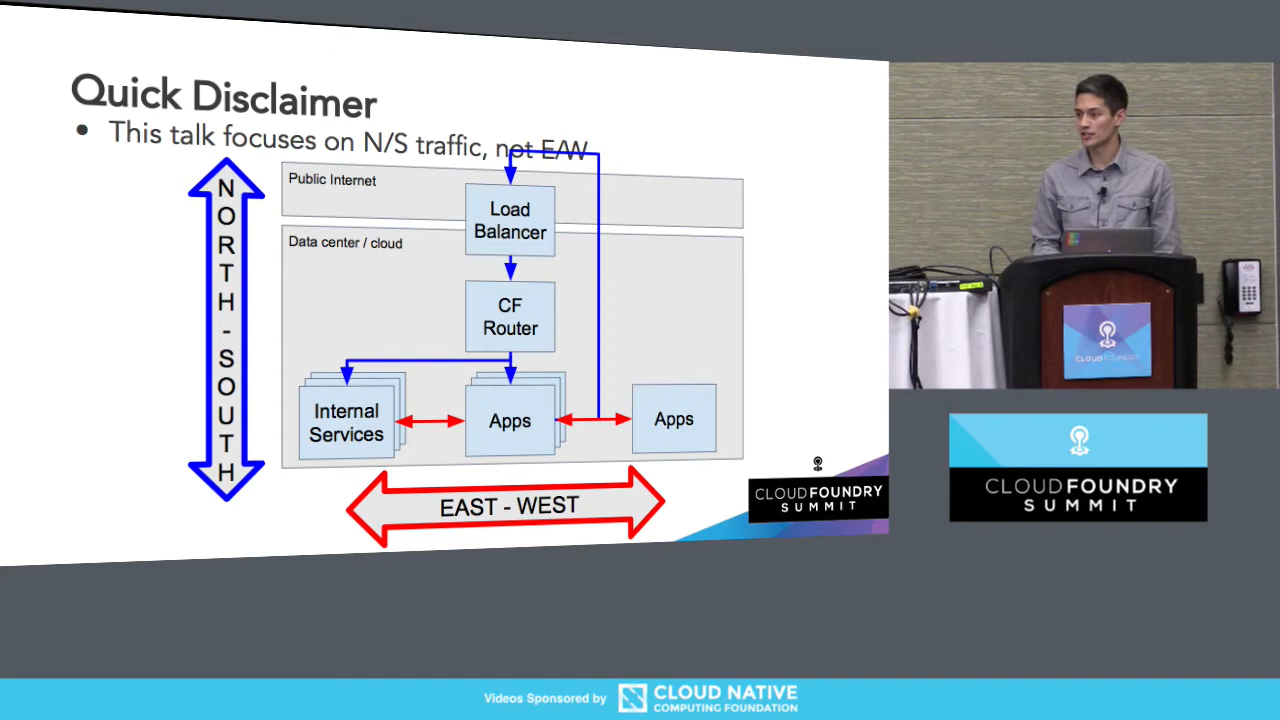 Quick Disclaimer
• This talk focuses on N/S traffic, not E/W
NORTH - SOUTH
Public Internet
Load
Balancer
Data center / cloud
CF
Router
Internal
Services
Apps
Apps
EAST - WEST
CLOUDFOUNDRY
SUMMIT
CLOUDFOUNDRY
CLOUDFOUNDRY
SUMMIT
Videos Sponsored by
CLOUD NATIVE
COMPUTING FOUNDATION